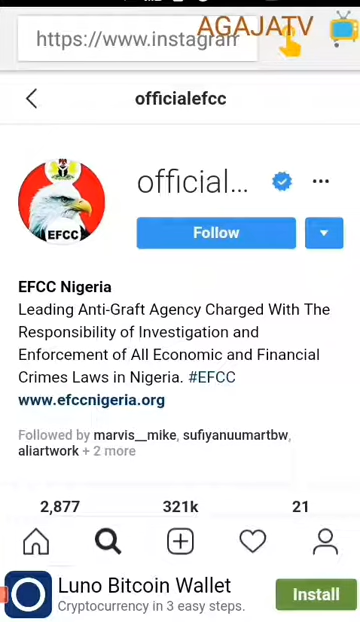 AGAJATV
https://www.instagram
officialefcc
official...
EFCC
Follow
EFCC Nigeria
Leading Anti-Graft Agency Charged With The
Responsibility of Investigation and
Enforcement of All Economic and Financial
Crimes Laws in Nigeria. #EFCC
www.efccnigeria.org
Followed by marvis__mike, sufiyanuumartbw,
aliartwork + 2 more
2,877 321k 21
Luno Bitcoin Wallet
Cryptocurrency in 3 easy steps.
Install